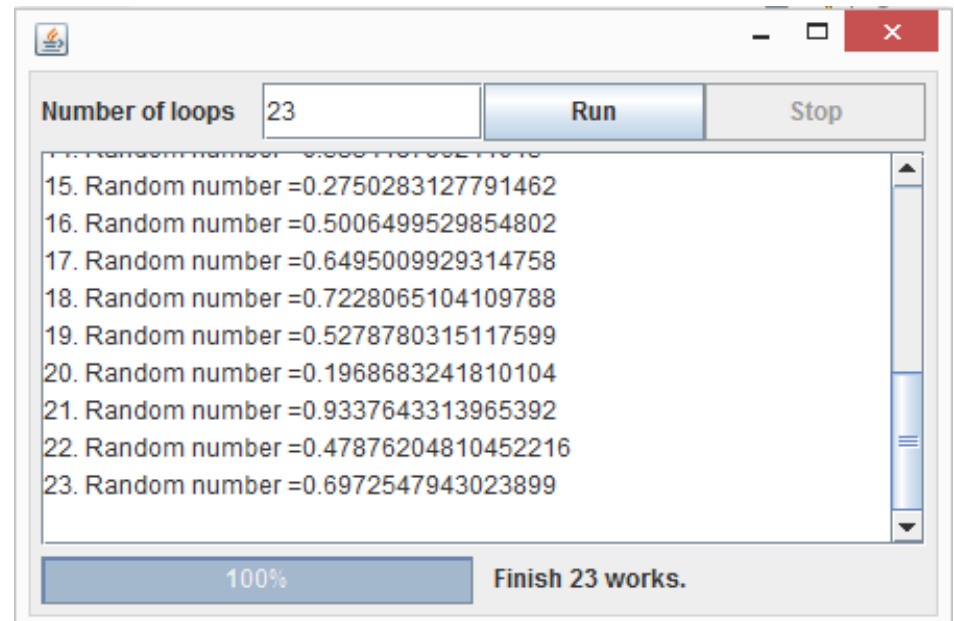 Number of loops 23 Run Stop
15. Random number =0.2750283127791462
16. Random number =0.5006499529854802
17. Random number =0.6495009929314758
18. Random number =0.7228065104109788
19. Random number =0.5278780315117599
20. Random number =0.1968683241810104
21. Random number =0.9337643313965392
22. Random number =0.47876204810452216
23. Random number =0.6972547943023899
100% Finish 23 works.